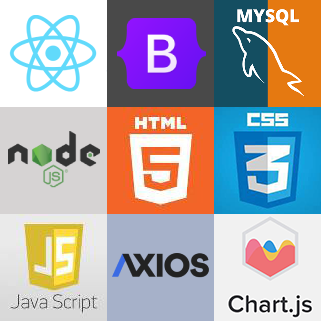 B
MYSQL
node
JS
HTML
5
CSS
3
JS
Java Script
AXIOS
Chart.js